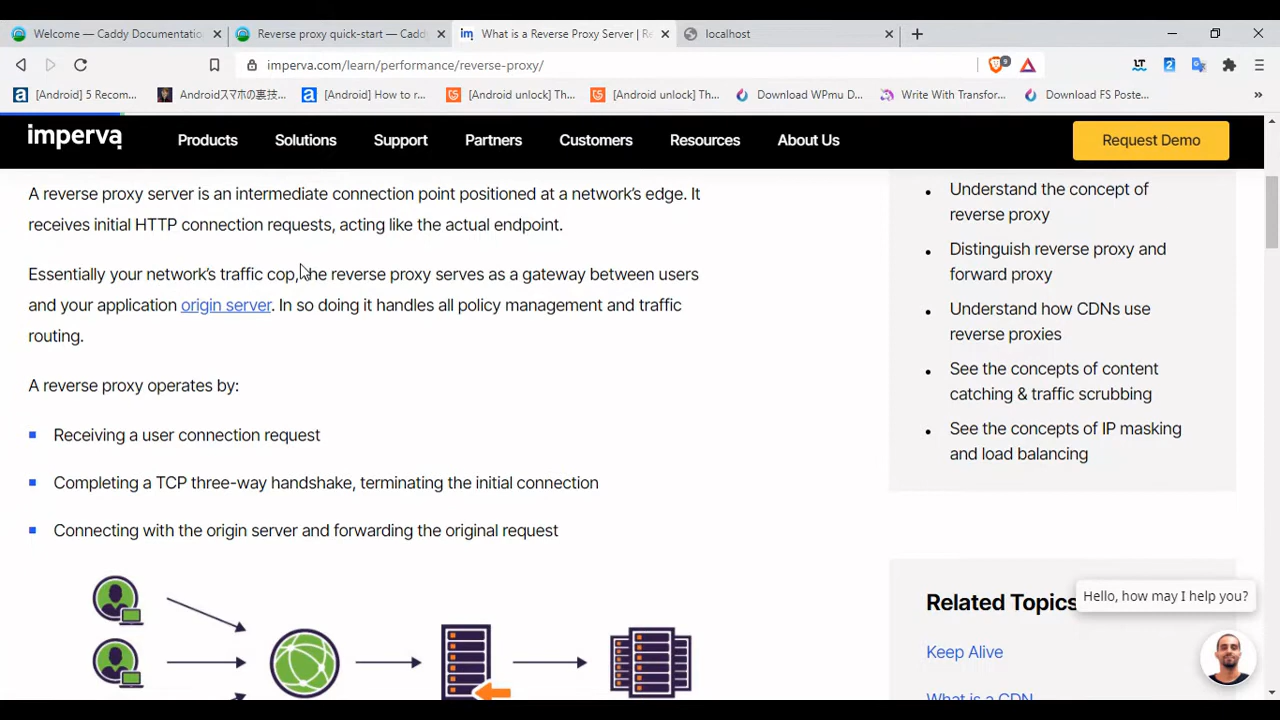 Welcome — Caddy Documentatio
Reverse proxy quick-start — Cadd
im
What is a Reverse Proxy Server | Re
localhost
imperva.com/learn/performance/reverse-proxy/
9
LT
2
[Android] 5 Recom...
Androidスマホの裏技...
[Android] How to r...
[Android unlock] Th...
[Android unlock] Th...
Download WPmu D...
Write With Transfor...
Download FS Poste...
imperva
Products
Solutions
Support
Partners
Customers
Resources
About Us
Request Demo
A reverse proxy server is an intermediate connection point positioned at a network’s edge. It
receives initial HTTP connection requests, acting like the actual endpoint.
Essentially your network’s traffic cop, the reverse proxy serves as a gateway between users
and your application origin server. In so doing it handles all policy management and traffic
routing.
A reverse proxy operates by:
Receiving a user connection request
Completing a TCP three-way handshake, terminating the initial connection
Connecting with the origin server and forwarding the original request
Understand the concept of
reverse proxy
Distinguish reverse proxy and
forward proxy
Understand how CDNs use
reverse proxies
See the concepts of content
catching & traffic scrubbing
See the concepts of IP masking
and load balancing
Related Topics
Keep Alive
What is a CDN
Hello, how may I help you?